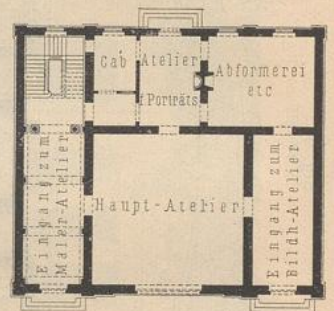 Cab
Atelier
f Porträts
Abformerei
etc
Haupt-Atelier
Eingang zum
Maler-Atelier
Eingang zum
Bildh-Atelier